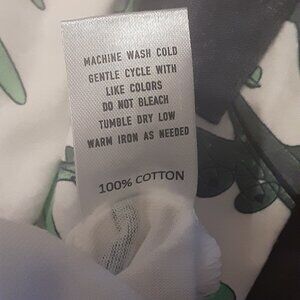 MACHINE WASH COLD
GENTLE CYCLE WITH
LIKE COLORS
DO NOT BLEACH
TUMBLE DRY LOW
WARM IRON AS NEEDED
100% COTTON